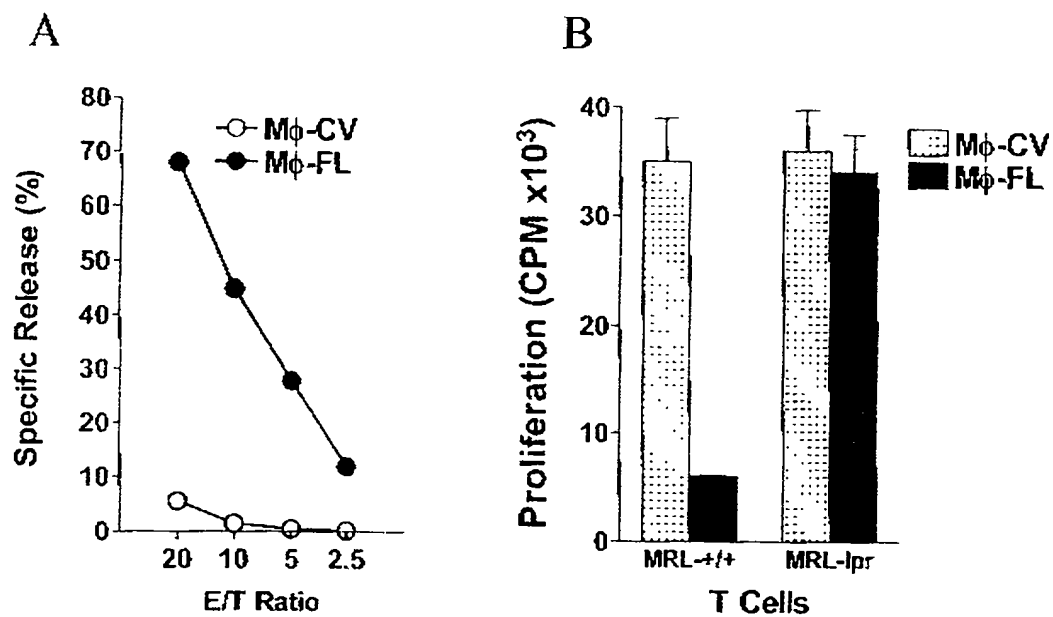 A
80
70
60
50
40
30
20
10
0
Specific Release (%)
Mϕ-CV
Mϕ-FL
20 10 5 2.5
E/T Ratio
B
40
30
20
10
0
Proliferation (CPM x10³)
Mϕ-CV
Mϕ-FL
MRL-+/+ MRL-lpr
T Cells